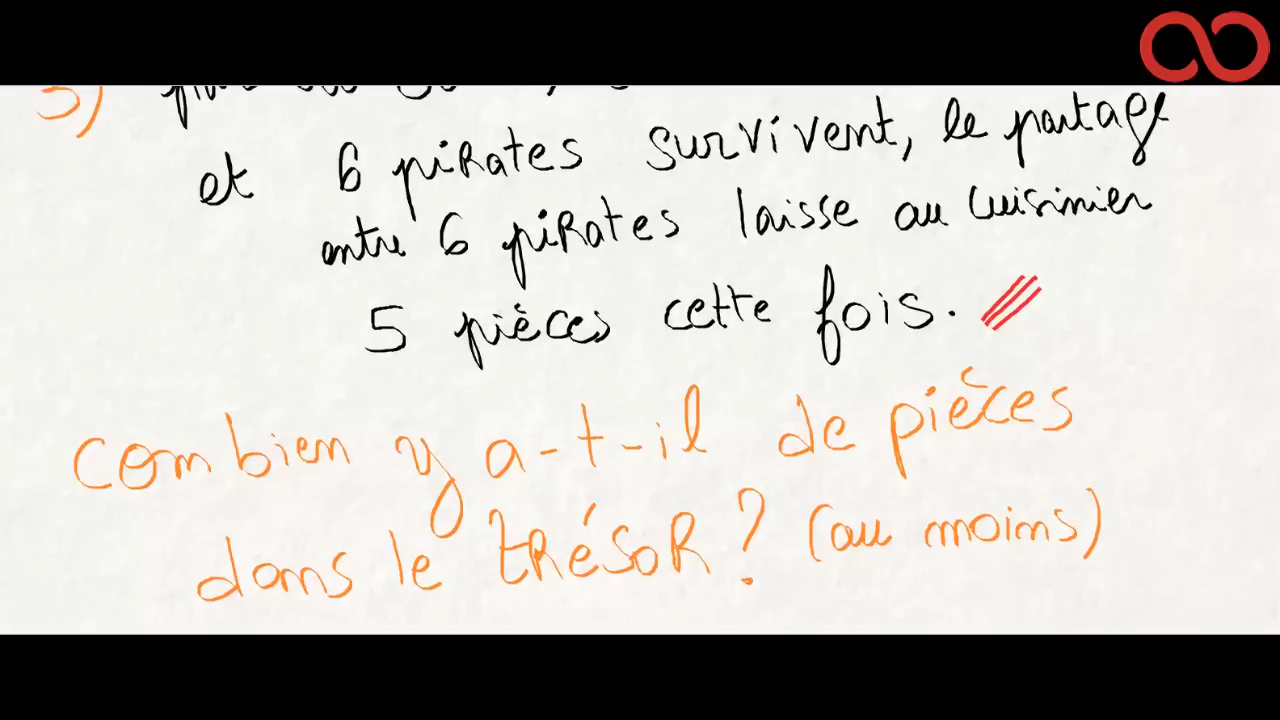 3)
et 6 pirates survivent, le partage
entre 6 pirates laisse au cuisinier
5 pièces cette fois.
Combien y a-t-il de pièces
dans le trésor? (au moins)